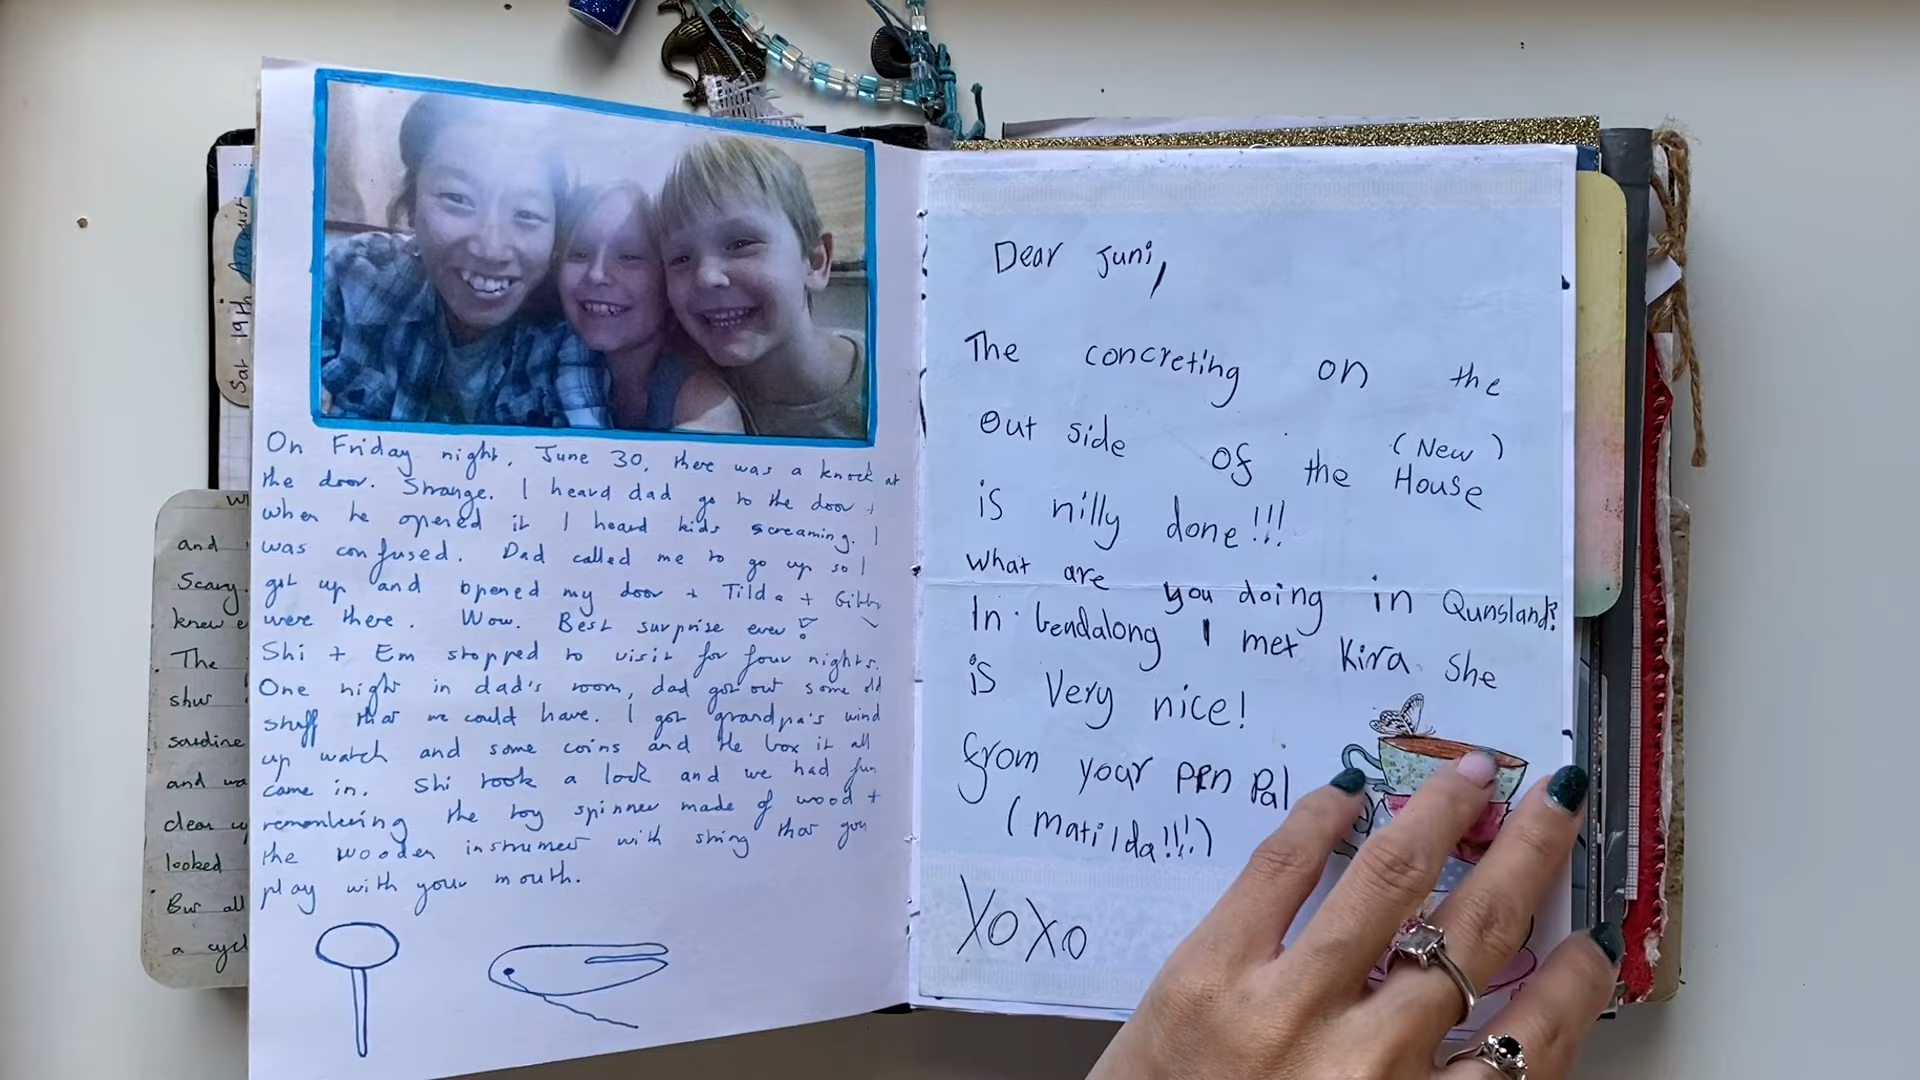 Sat 19th August
and
Scary
knew e
The
shur
sardine
and wa
clear up
looked
But all
a cycl
On Friday night, June 30, there was a knock at
the door. Strange. I heard dad go to the door +
when he opened it I heard kids screaming. I
was confused. Dad called me to go up so I
got up and opened my door + Tilda + Gibb
were there. Wow. Best surprise ever!
Shi + Em stopped to visit for four nights.
One night in dad's room, dad got out some old
stuff that we could have. I got grandpa's wind
up watch and some coins and the box it all
came in. Shi took a look and we had fun
remembering the toy spinner made of wood +
the wooden instrument with string that you
play with your mouth.
Dear Juni,
The concreting on the
out side of the (New) House
is nilly done!!!
What are you doing in Qunsland?
In bendalong I met Kira she
is very nice!
from your pen pal
(matilda!!!)
XoXo